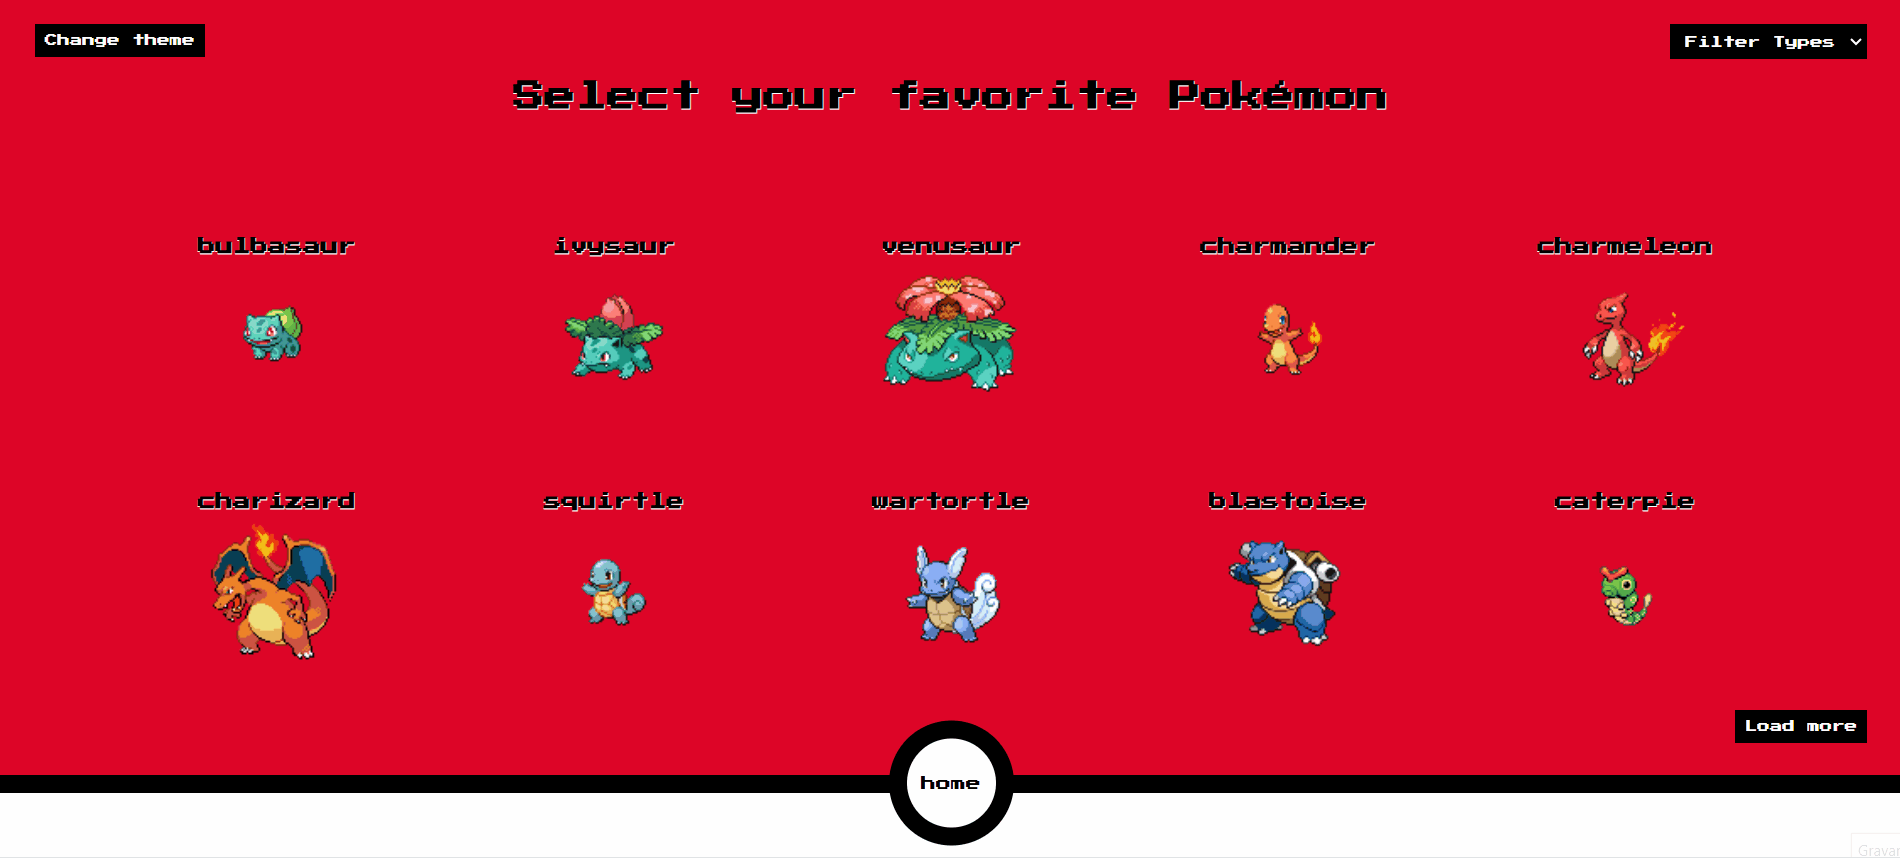 Change theme
Filter Types
Select your favorite Pokémon
bulbasaur
ivysaur
venusaur
charmander
charmeleon
charizard
squirtle
wartortle
blastoise
caterpie
Load more
home
Gravar